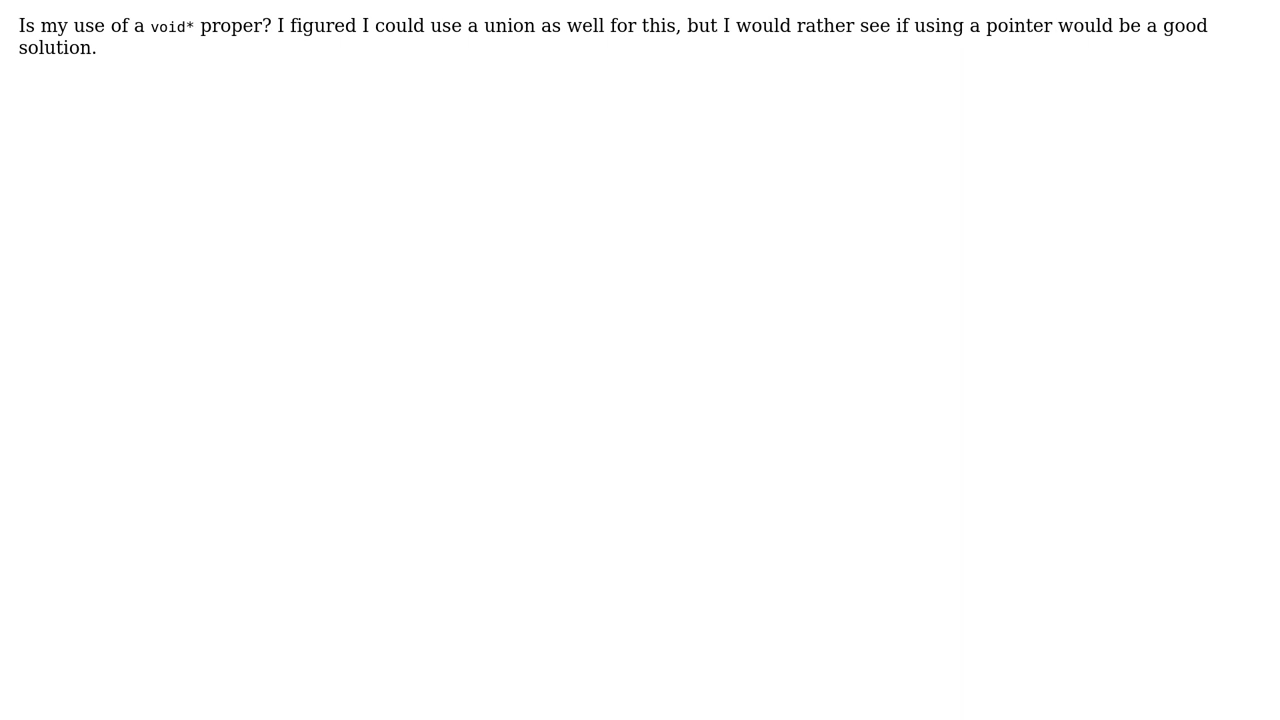 Is my use of a void* proper? I figured I could use a union as well for this, but I would rather see if using a pointer would be a good
solution.